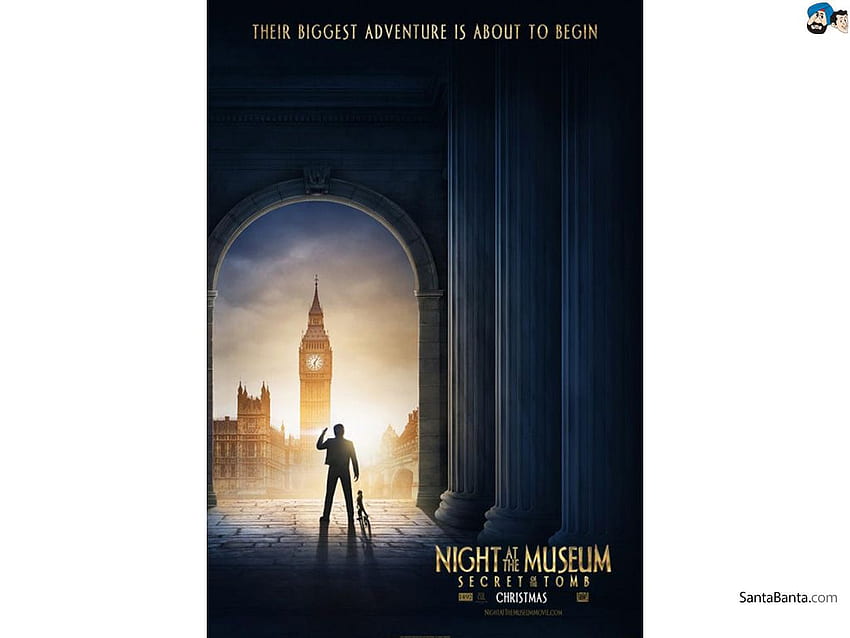 THEIR BIGGEST ADVENTURE IS ABOUT TO BEGIN
NIGHT AT THE MUSEUM
SECRET OF THE TOMB
CHRISTMAS
NIGHTATTHEMUSEUMMOVIE.COM
SantaBanta.com